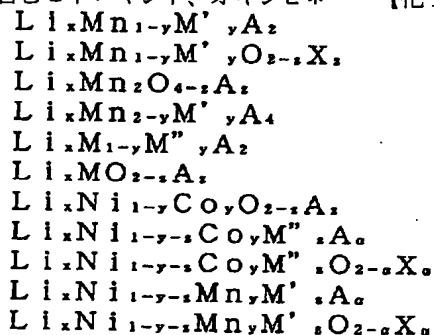 LiₓMn₁₋yM'yA₂
LiₓMn₁₋yM'yO₂₋zXz
LiₓMn₂O₄₋zAz
LiₓMn₂₋yM'yA₄
LiₓM₁₋yM"yA₂
LiₓMO₂₋zAz
LiₓNi₁₋yCoyO₂₋zAz
LiₓNi₁₋y₋zCoyM"zAα
LiₓNi₁₋y₋zCoyM"zO₂₋αXα
LiₓNi₁₋y₋zMnyM'zAα
LiₓNi₁₋y₋zMnyM'zO₂₋αXα